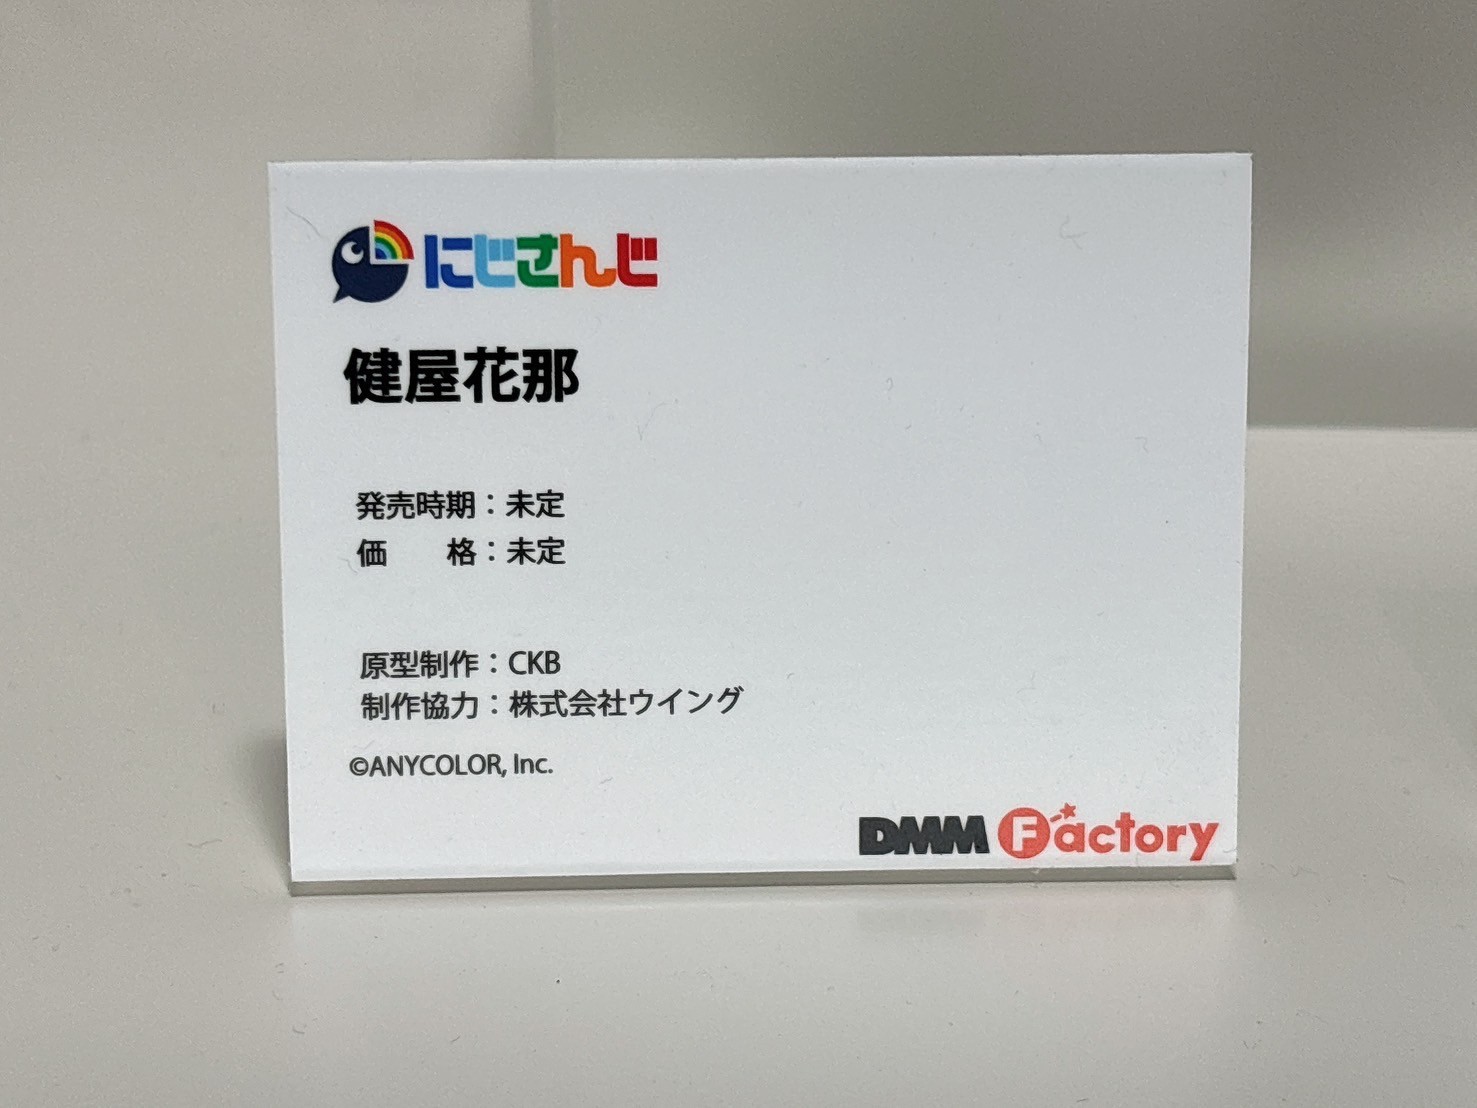 にじさんじ
健屋花那
発売時期：未定
価　　格：未定
原型制作：CKB
制作協力：株式会社ウイング
©ANYCOLOR, Inc.
DMM Factory